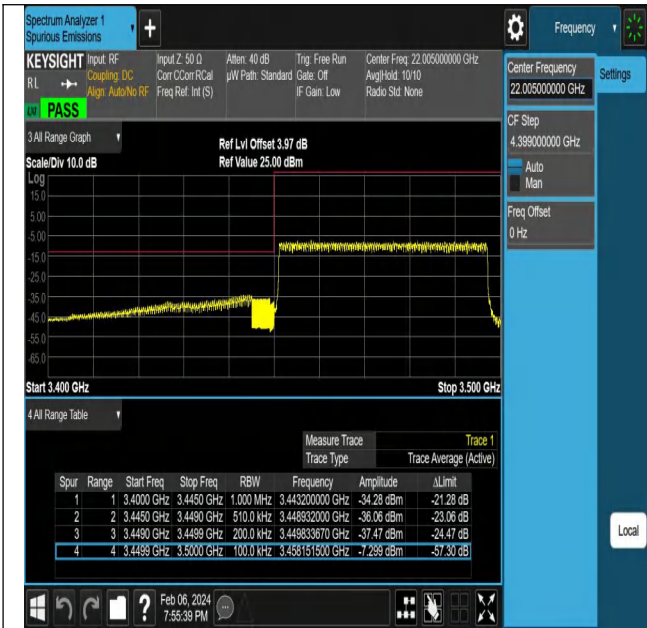 Spectrum Analyzer 1
Spurious Emissions
+
Frequency
KEYSIGHT
RL
PASS
Input: RF
Coupling: DC
Align: Auto/No RF
Input Z: 50 Ω
Corr CCorr RCal
Freq Ref: Int (S)
Atten: 40 dB
µW Path: Standard
Trig: Free Run
Gate: Off
IF Gain: Low
Center Freq: 22.005000000 GHz
Avg|Hold: 10/10
Radio Std: None
Center Frequency
22.005000000 GHz
Settings
CF Step
4.399000000 GHz
Auto
Man
Freq Offset
0 Hz
3 All Range Graph
Scale/Div 10.0 dB
Ref Lvl Offset 3.97 dB
Ref Value 25.00 dBm
Log
15.0
5.00
-5.00
-15.0
-25.0
-35.0
-45.0
-55.0
-65.0
Start 3.400 GHz
Stop 3.500 GHz
4 All Range Table
Measure Trace Trace 1
Trace Type Trace Average (Active)
Spur Range Start Freq Stop Freq RBW Frequency Amplitude ΔLimit
1 1 3.4000 GHz 3.4450 GHz 1.000 MHz 3.443200000 GHz -34.28 dBm -21.28 dB
2 2 3.4450 GHz 3.4490 GHz 510.0 kHz 3.448932000 GHz -36.06 dBm -23.06 dB
3 3 3.4490 GHz 3.4499 GHz 200.0 kHz 3.449833670 GHz -37.47 dBm -24.47 dB
4 4 3.4499 GHz 3.5000 GHz 100.0 kHz 3.458151500 GHz -7.299 dBm -57.30 dB
Local
?
Feb 06, 2024
7:55:39 PM